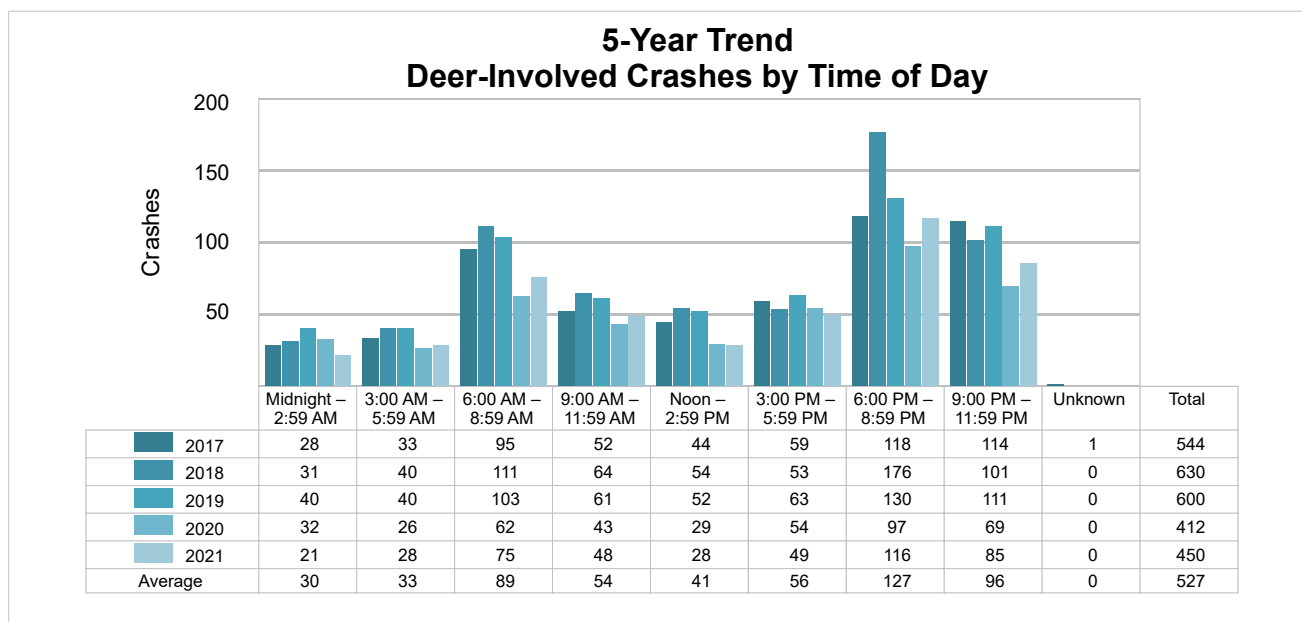 5-Year Trend
Deer-Involved Crashes by Time of Day
200
150
100
50
Crashes
Midnight – 2:59 AM 3:00 AM – 5:59 AM 6:00 AM – 8:59 AM 9:00 AM – 11:59 AM Noon – 2:59 PM 3:00 PM – 5:59 PM 6:00 PM – 8:59 PM 9:00 PM – 11:59 PM Unknown Total
2017 28 33 95 52 44 59 118 114 1 544
2018 31 40 111 64 54 53 176 101 0 630
2019 40 40 103 61 52 63 130 111 0 600
2020 32 26 62 43 29 54 97 69 0 412
2021 21 28 75 48 28 49 116 85 0 450
Average 30 33 89 54 41 56 127 96 0 527